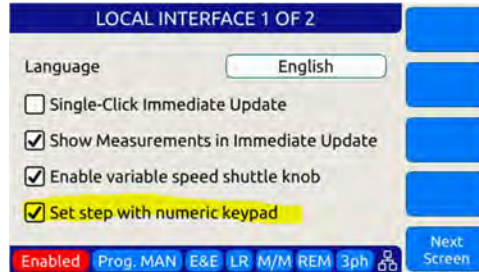 LOCAL INTERFACE 1 OF 2
Language English
Single-Click Immediate Update
Show Measurements in Immediate Update
Enable variable speed shuttle knob
Set step with numeric keypad
Enabled Prog. MAN E&E LR M/M REM 3ph
Next
Screen